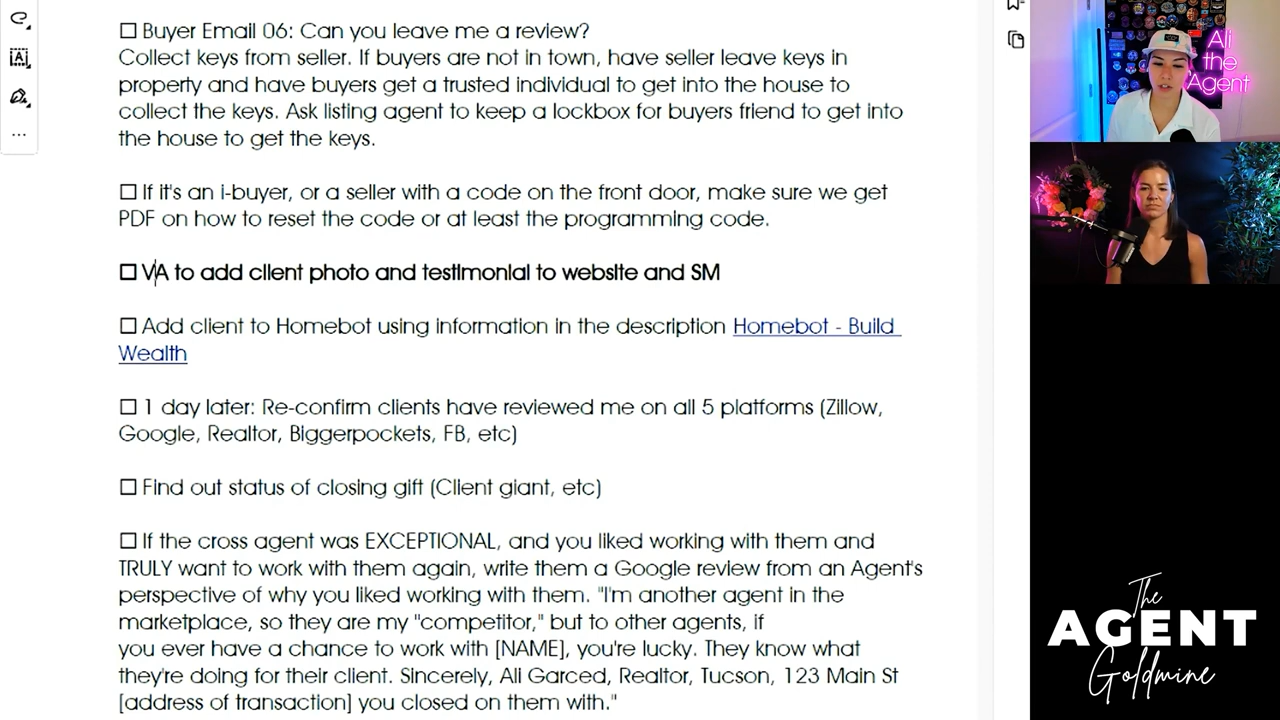 ☐ Buyer Email 06: Can you leave me a review?
Collect keys from seller. If buyers are not in town, have seller leave keys in
property and have buyers get a trusted individual to get into the house to
collect the keys. Ask listing agent to keep a lockbox for buyers friend to get into
the house to get the keys.
☐ If it's an i-buyer, or a seller with a code on the front door, make sure we get
PDF on how to reset the code or at least the programming code.
☐ VA to add client photo and testimonial to website and SM
☐ Add client to Homebot using information in the description Homebot - Build
Wealth
☐ 1 day later: Re-confirm clients have reviewed me on all 5 platforms (Zillow,
Google, Realtor, Biggerpockets, FB, etc)
☐ Find out status of closing gift (Client giant, etc)
☐ If the cross agent was EXCEPTIONAL, and you liked working with them and
TRULY want to work with them again, write them a Google review from an Agent's
perspective of why you liked working with them. "I'm another agent in the
marketplace, so they are my "competitor," but to other agents, if
you ever have a chance to work with [NAME], you're lucky. They know what
they're doing for their client. Sincerely, Ali Garced, Realtor, Tucson, 123 Main St
[address of transaction] you closed on them with."
Ali
the
Agent
The
AGENT
Goldmine